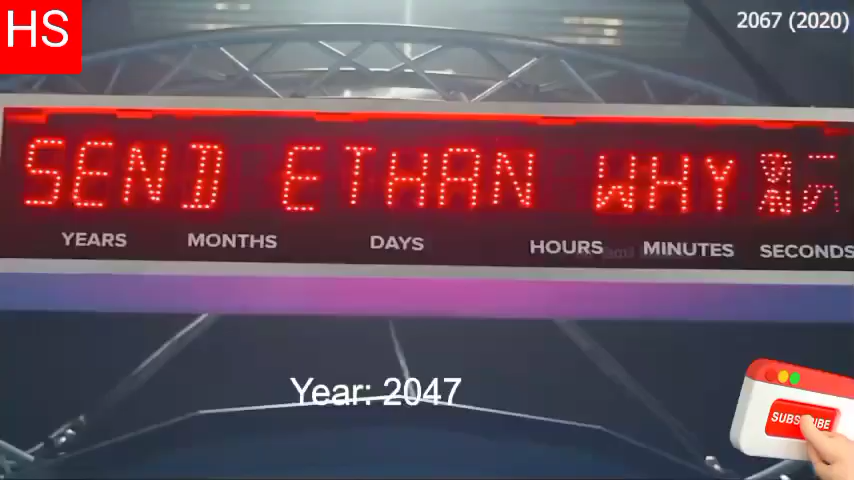 HS
2067 (2020)
SEND ETHAN WHY
YEARS MONTHS DAYS HOURS MINUTES SECONDS
Year: 2047
SUBSCRIBE